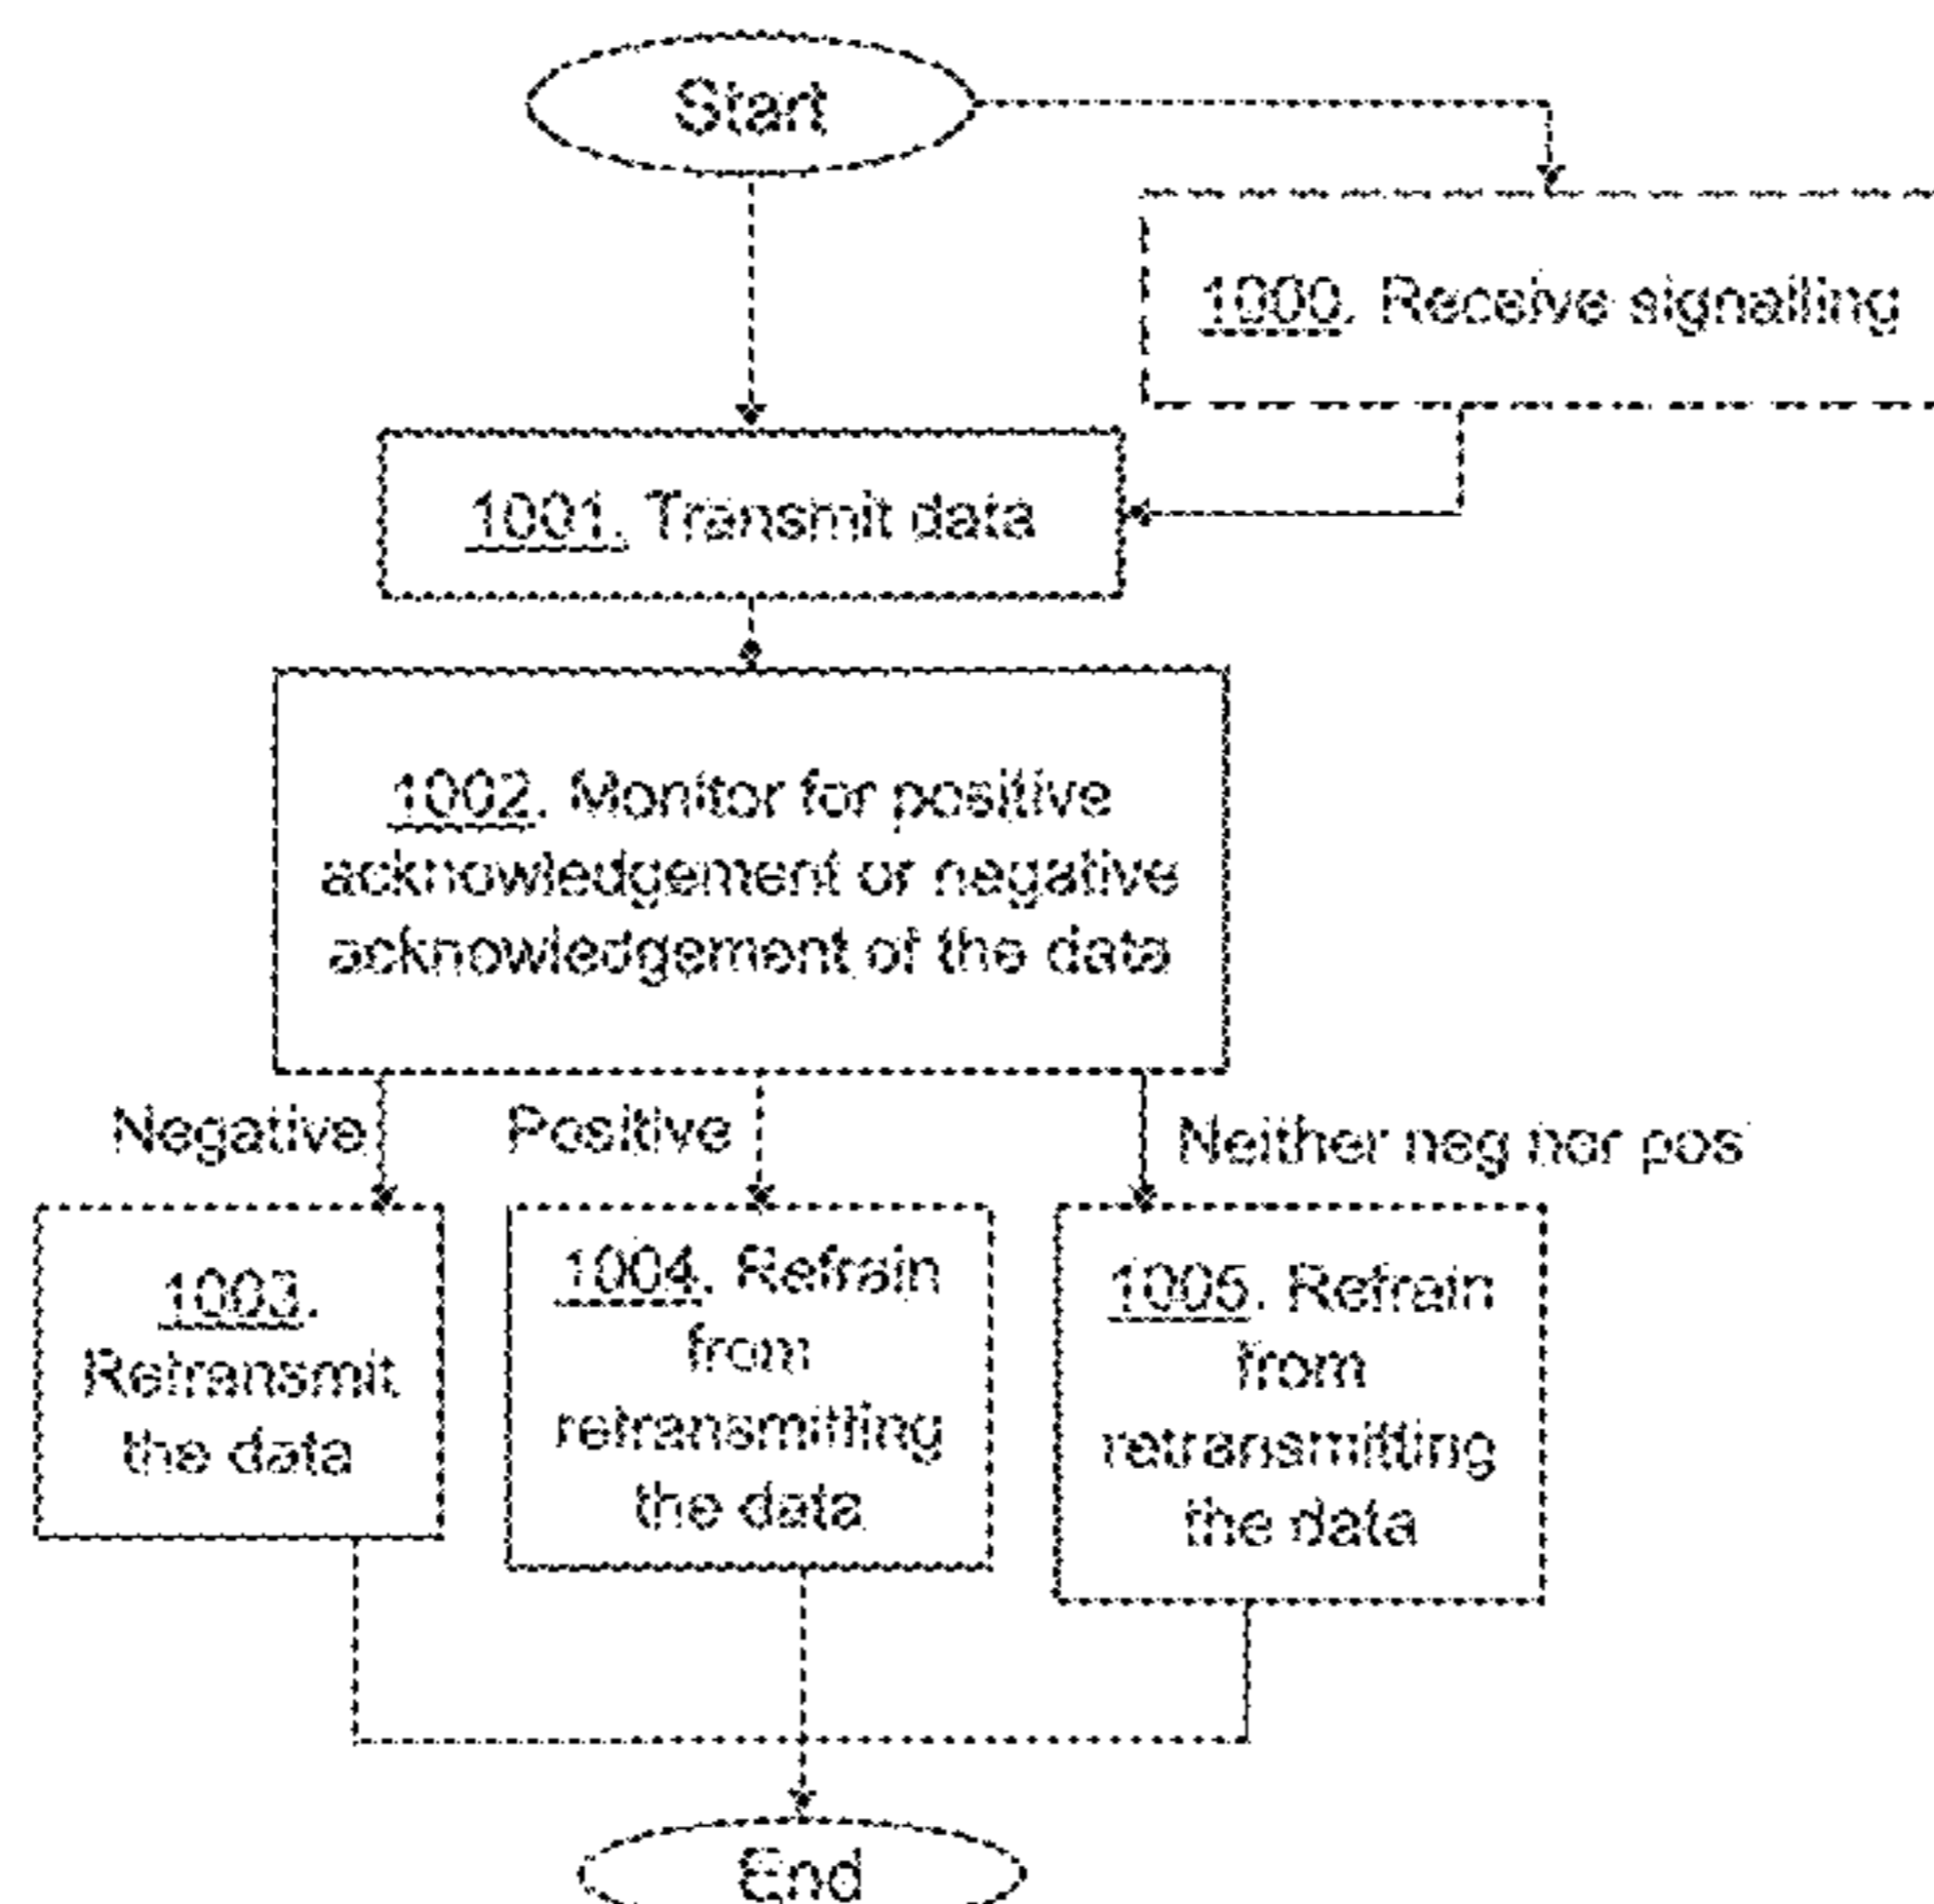 Start
1000. Receive signalling
1001. Transmit data
1002. Monitor for positive
acknowledgement or negative
acknowledgement of the data
Negative
Positive
Neither neg nor pos
1003.
Retransmit
the data
1004. Refrain
from
retransmitting
the data
1005. Refrain
from
retransmitting
the data
End